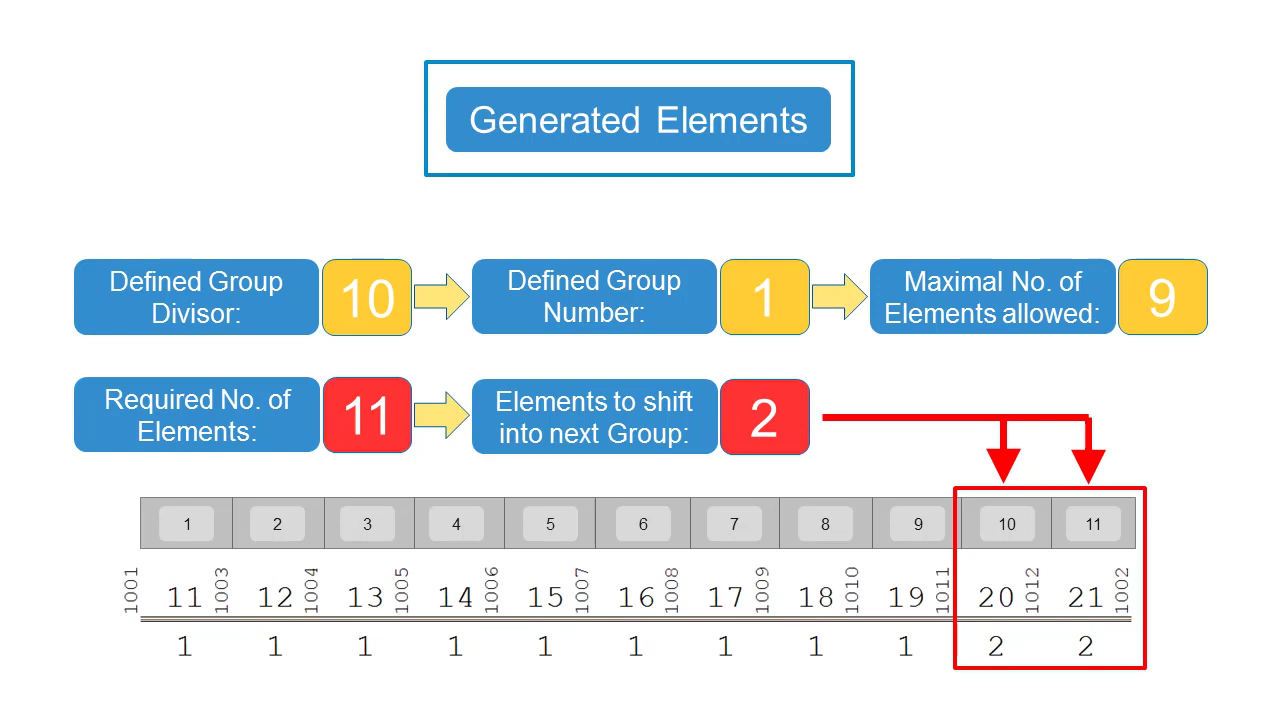 Generated Elements
Defined Group
Divisor:
10
Defined Group
Number:
1
Maximal No. of
Elements allowed:
9
Required No. of
Elements:
11
Elements to shift
into next Group:
2
1 2 3 4 5 6 7 8 9 10 11
1001 11 1003 12 1004 13 1005 14 1006 15 1007 16 1008 17 1009 18 1010 19 1011 20 1012 21 1002
1 1 1 1 1 1 1 1 1 2 2